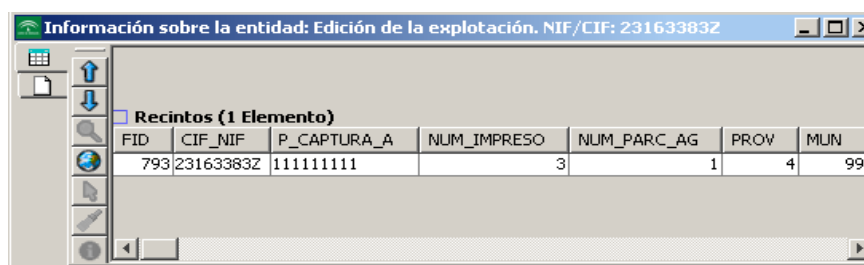 Información sobre la entidad: Edición de la explotación. NIF/CIF: 23163383Z
Recintos (1 Elemento)
FID CIF_NIF P_CAPTURA_A NUM_IMPRESO NUM_PARC_AG PROV MUN
793 23163383Z 111111111 3 1 4 99